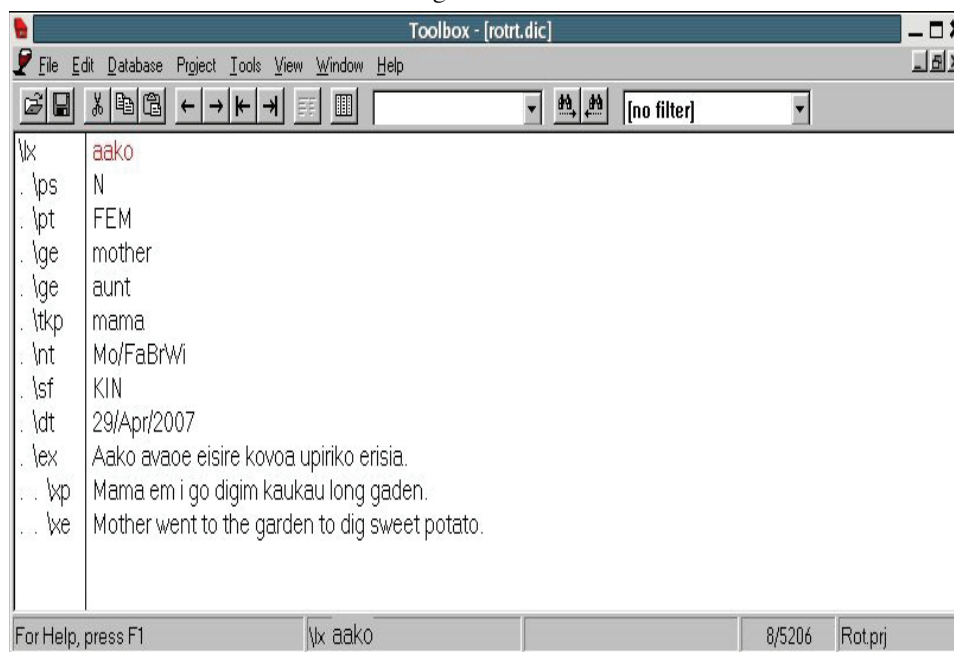 Toolbox - [rotrt.dic]
File Edit Database Project Tools View Window Help
[no filter]
\lx aako
. \ps N
. \pt FEM
. \ge mother
. \ge aunt
. \tkp mama
. \nt Mo/FaBrWi
. \sf KIN
. \dt 29/Apr/2007
. \ex Aako avaoe eisire kovoa upiriko erisia.
. . \xp Mama em i go digim kaukau long gaden.
. . \xe Mother went to the garden to dig sweet potato.
For Help, press F1 \lx aako 8/5206 Rot.prj